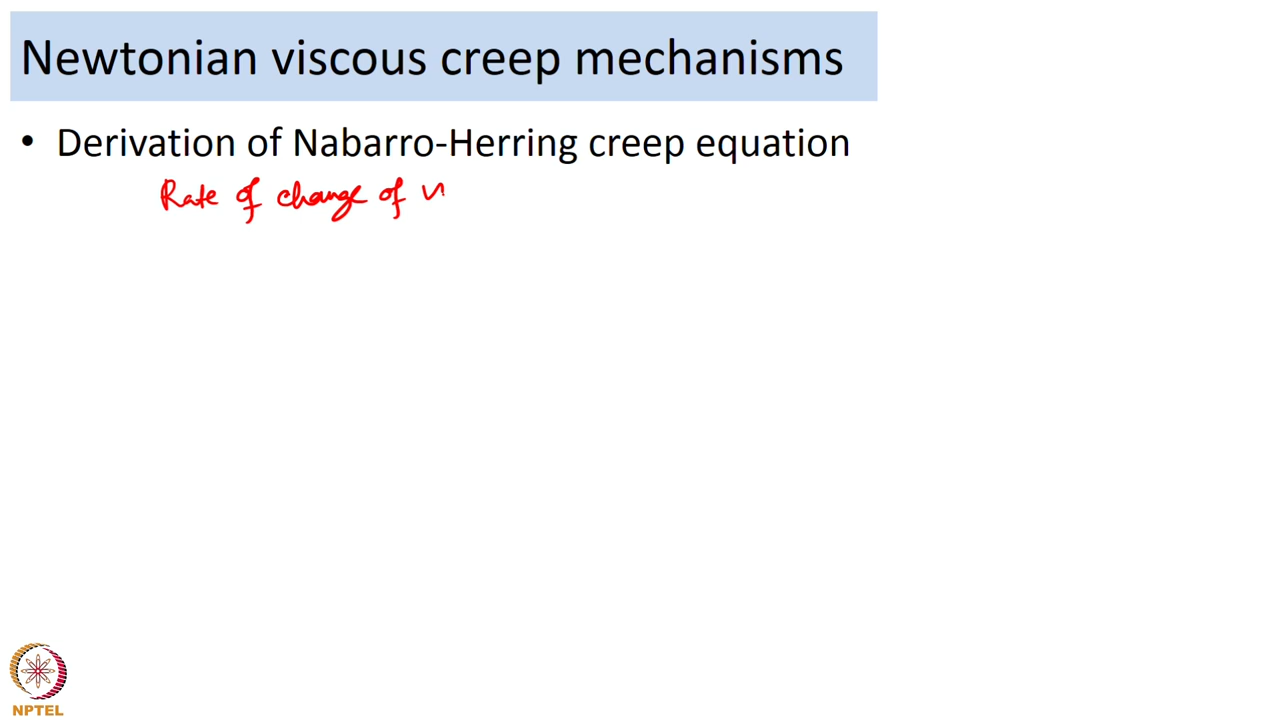 Newtonian viscous creep mechanisms
• Derivation of Nabarro-Herring creep equation
Rate of change of
NPTEL